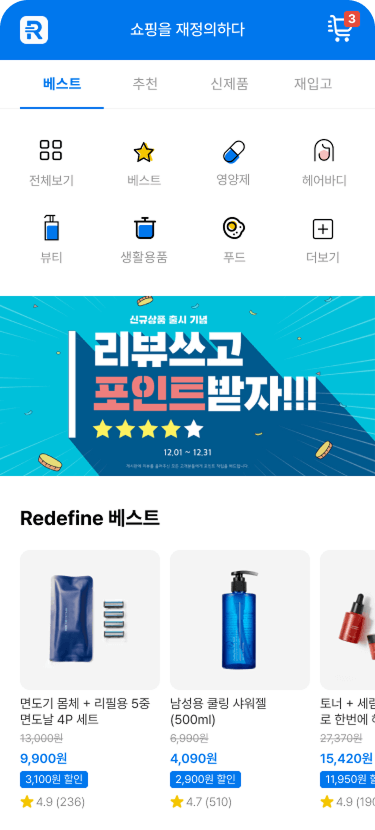 R
쇼핑을 재정의하다
3
베스트 추천 신제품 재입고
전체보기 베스트 영양제 헤어바디
뷰티 생활용품 푸드 더보기
신규상품 출시 기념
리뷰쓰고
포인트받자!!!
12.01 ~ 12.31
Redefine 베스트
면도기 몸체 + 리필용 5중
면도날 4P 세트
13,000원
9,900원
3,100원 할인
4.9 (236)
남성용 쿨링 샤워젤
(500ml)
6,990원
4,090원
2,900원 할인
4.7 (510)
토너 +
로 한번에
27,370원
15,420원
11,950원
4.9